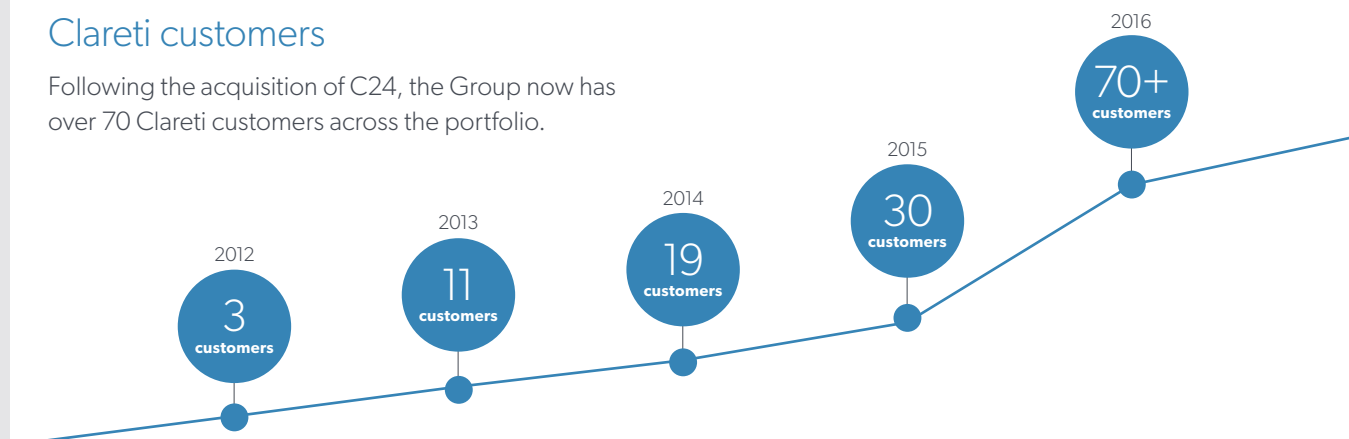 Clareti customers
Following the acquisition of C24, the Group now has
over 70 Clareti customers across the portfolio.
2012
3
customers
2013
11
customers
2014
19
customers
2015
30
customers
2016
70+
customers